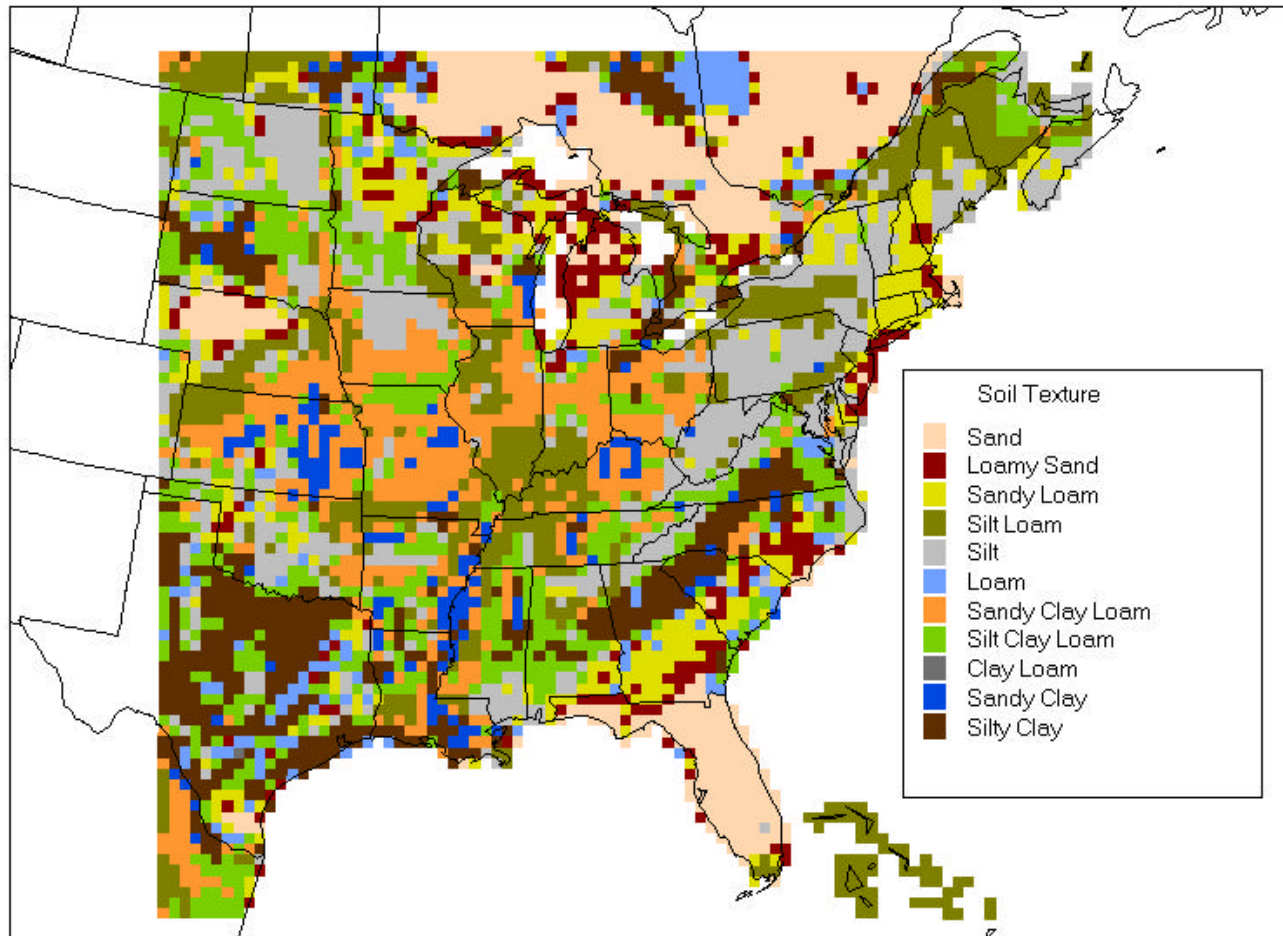 Soil Texture
Sand
Loamy Sand
Sandy Loam
Silt Loam
Silt
Loam
Sandy Clay Loam
Silt Clay Loam
Clay Loam
Sandy Clay
Silty Clay